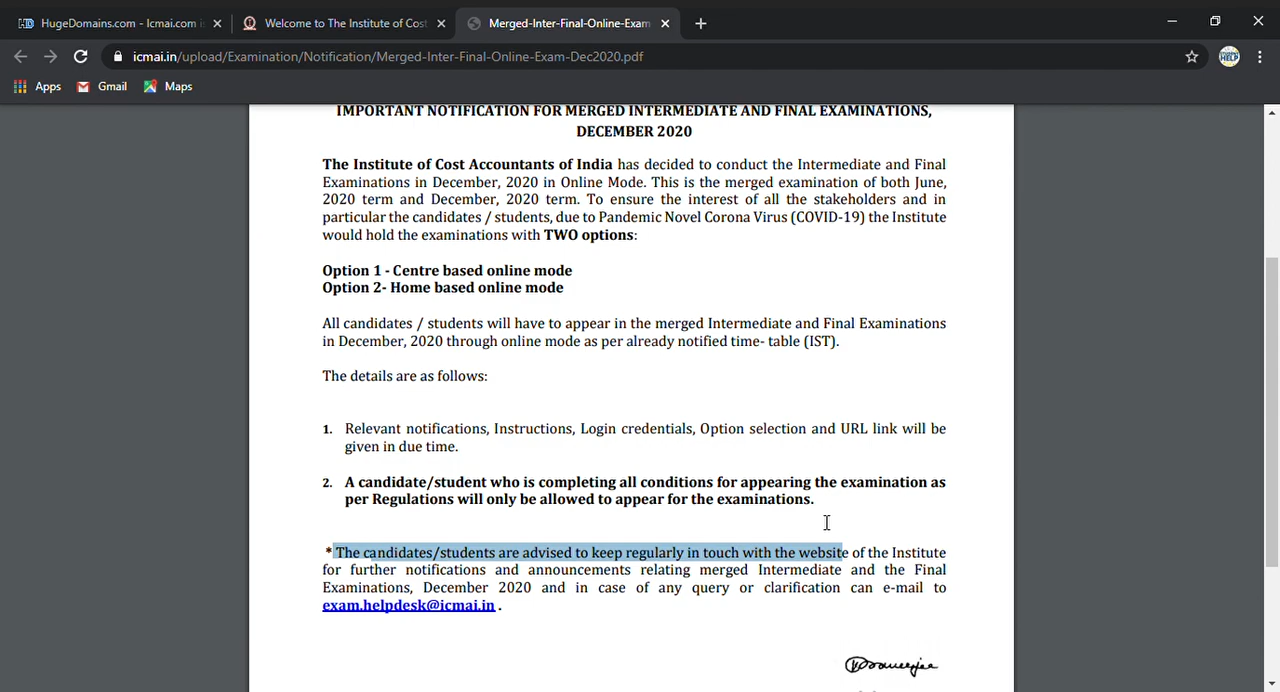 HugeDomains.com - Icmai.com i
Welcome to The Institute of Cost
Merged-Inter-Final-Online-Exam
icmai.in/upload/Examination/Notification/Merged-Inter-Final-Online-Exam-Dec2020.pdf
HELP
Apps
Gmail
Maps
IMPORTANT NOTIFICATION FOR MERGED INTERMEDIATE AND FINAL EXAMINATIONS,
DECEMBER 2020
The Institute of Cost Accountants of India has decided to conduct the Intermediate and Final
Examinations in December, 2020 in Online Mode. This is the merged examination of both June,
2020 term and December, 2020 term. To ensure the interest of all the stakeholders and in
particular the candidates / students, due to Pandemic Novel Corona Virus (COVID-19) the Institute
would hold the examinations with TWO options:
Option 1 - Centre based online mode
Option 2- Home based online mode
All candidates / students will have to appear in the merged Intermediate and Final Examinations
in December, 2020 through online mode as per already notified time- table (IST).
The details are as follows:
1. Relevant notifications, Instructions, Login credentials, Option selection and URL link will be
given in due time.
2. A candidate/student who is completing all conditions for appearing the examination as
per Regulations will only be allowed to appear for the examinations.
* The candidates/students are advised to keep regularly in touch with the website of the Institute
for further notifications and announcements relating merged Intermediate and the Final
Examinations, December 2020 and in case of any query or clarification can e-mail to
exam.helpdesk@icmai.in .